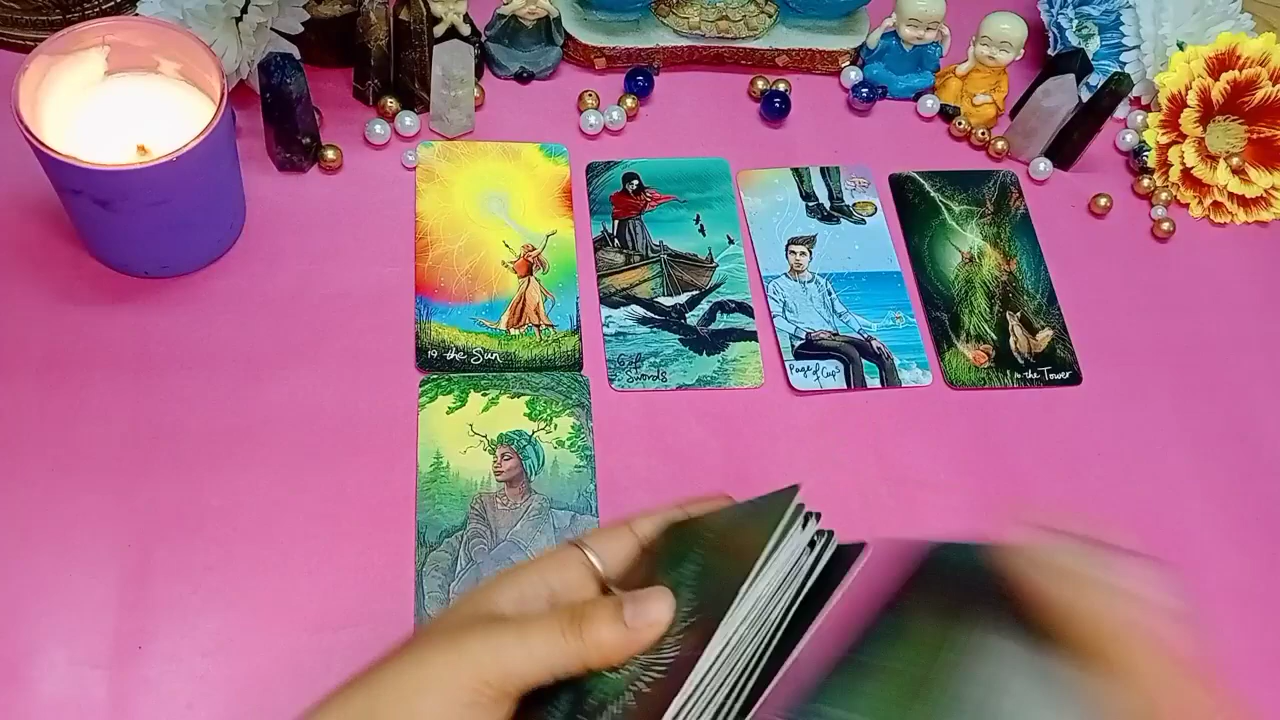 19 the Sun
6 of
Swords
Page of Cups
16 the Tower